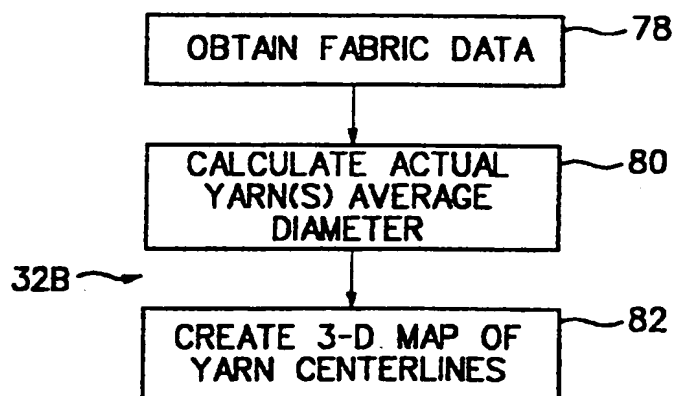 OBTAIN FABRIC DATA
78
CALCULATE ACTUAL
YARN(S) AVERAGE
DIAMETER
80
32B
CREATE 3-D MAP OF
YARN CENTERLINES
82